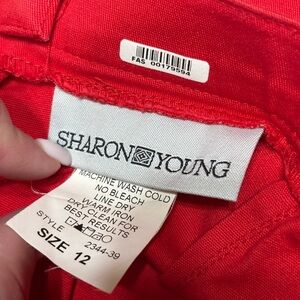 FAS 00179594
SHARON YOUNG
MACHINE WASH COLD
NO BLEACH
LINE DRY
WARM IRON
DRY CLEAN FOR
BEST RESULTS
STYLE 2344-39
SIZE 12